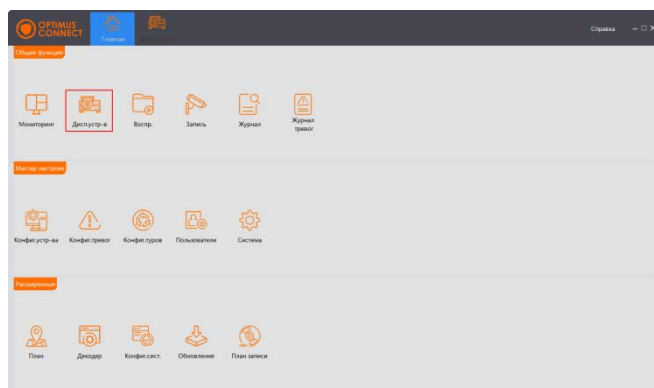 OPTIMUS
CONNECT
Главная
Справка
Общие функции
Мониторинг
Дисп.устр-в
Воспр.
Запись
Журнал
Журнал
тревог
Мастер настроек
Конфиг.устр-ва
Конфиг.тревог
Конфиг.туров
Пользователи
Система
Расширенные
План
Декодер
Конфиг.сист.
Обновление
План записи